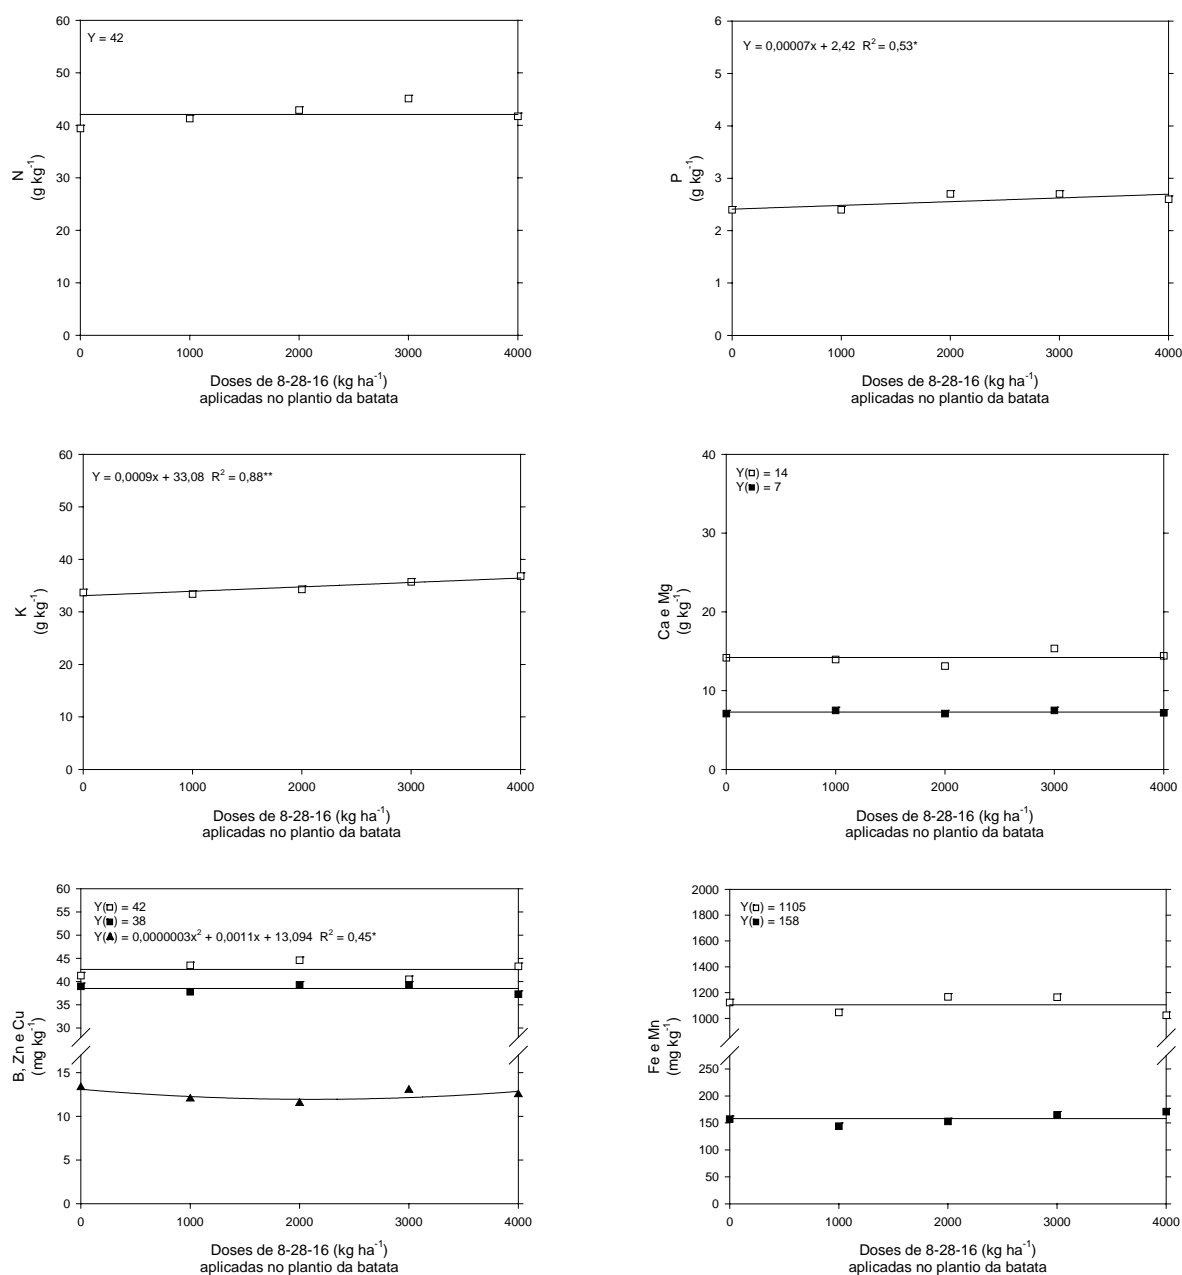 Y = 42
60
50
40
30
20
10
0
N
(g kg⁻¹)
0 1000 2000 3000 4000
Doses de 8-28-16 (kg ha⁻¹)
aplicadas no plantio da batata
Y = 0,00007x + 2,42 R² = 0,53*
6
5
4
3
2
1
0
P
(g kg⁻¹)
0 1000 2000 3000 4000
Doses de 8-28-16 (kg ha⁻¹)
aplicadas no plantio da batata
Y = 0,0009x + 33,08 R² = 0,88**
60
50
40
30
20
10
0
K
(g kg⁻¹)
0 1000 2000 3000 4000
Doses de 8-28-16 (kg ha⁻¹)
aplicadas no plantio da batata
Y(□) = 14
Y(■) = 7
40
30
20
10
0
Ca e Mg
(g kg⁻¹)
0 1000 2000 3000 4000
Doses de 8-28-16 (kg ha⁻¹)
aplicadas no plantio da batata
Y(□) = 42
Y(■) = 38
Y(▲) = 0,0000003x² + 0,0011x + 13,094 R² = 0,45*
60
55
50
45
40
35
30
15
10
5
0
B, Zn e Cu
(mg kg⁻¹)
0 1000 2000 3000 4000
Doses de 8-28-16 (kg ha⁻¹)
aplicadas no plantio da batata
Y(□) = 1105
Y(■) = 158
2000
1800
1600
1400
1200
1000
250
200
150
100
50
0
Fe e Mn
(mg kg⁻¹)
0 1000 2000 3000 4000
Doses de 8-28-16 (kg ha⁻¹)
aplicadas no plantio da batata